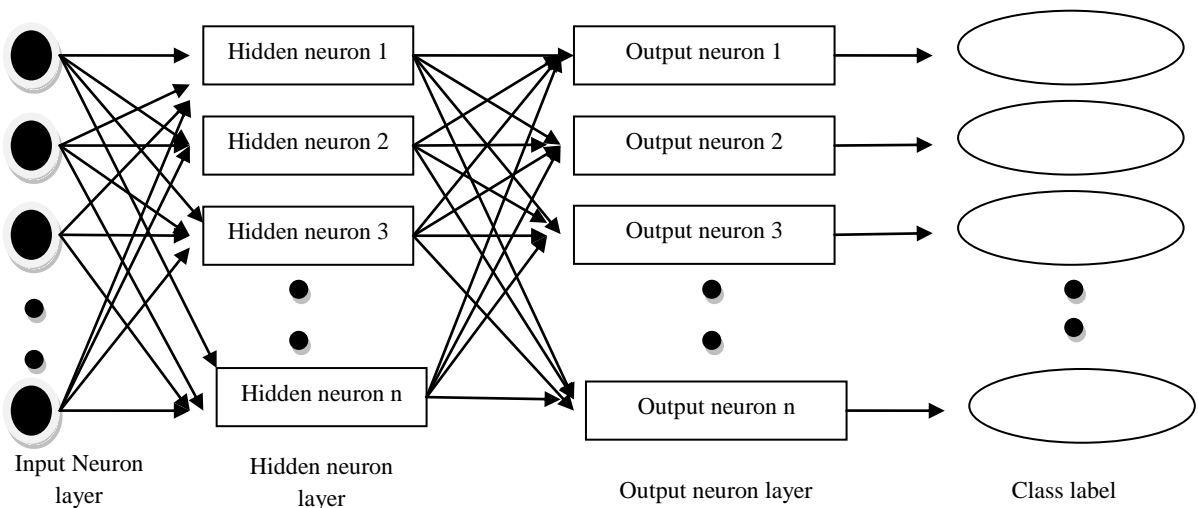 Hidden neuron 1
Output neuron 1
Hidden neuron 2
Output neuron 2
Hidden neuron 3
Output neuron 3
Hidden neuron n
Output neuron n
Input Neuron
layer
Hidden neuron
layer
Output neuron layer
Class label